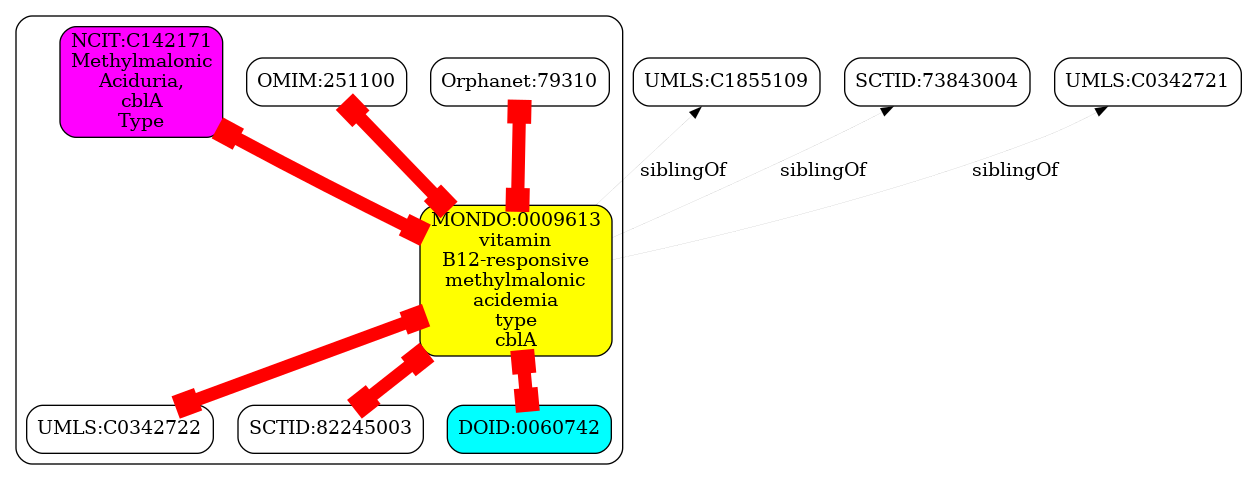 NCIT:C142171
Methylmalonic
Aciduria,
cblA
Type
OMIM:251100
Orphanet:79310
UMLS:C1855109
SCTID:73843004
UMLS:C0342721
siblingOf
siblingOf
siblingOf
MONDO:0009613
vitamin
B12-responsive
methylmalonic
acidemia
type
cblA
UMLS:C0342722
SCTID:82245003
DOID:0060742